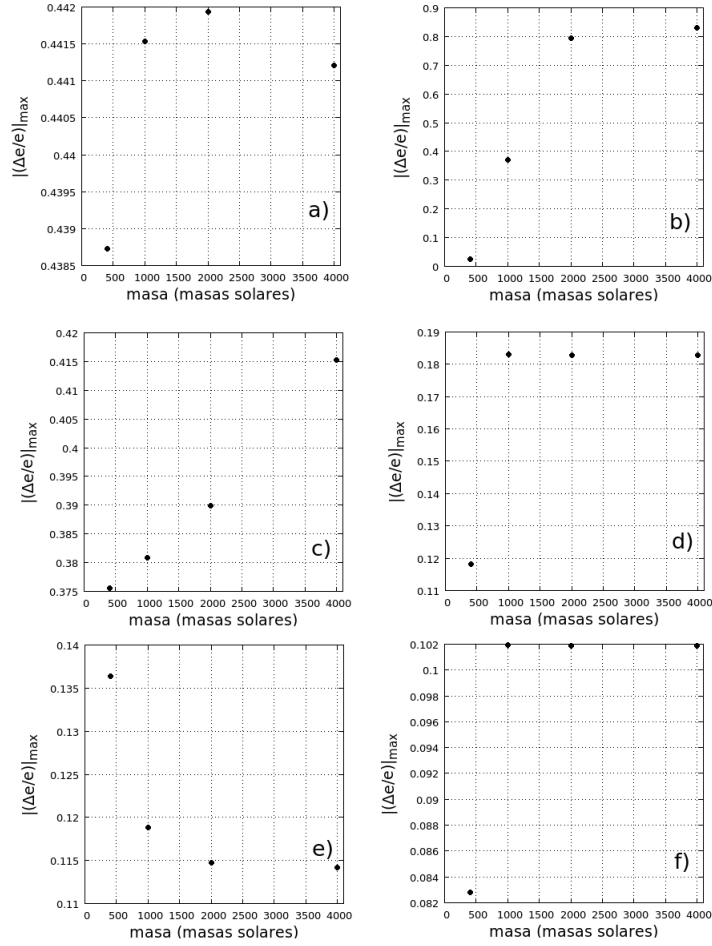 0.442
0.4415
0.441
0.4405
0.44
0.4395
0.439
0.4385
0 500 1000 1500 2000 2500 3000 3500 4000
|(Δe/e)|max
masa (masas solares)
a)
0.9
0.8
0.7
0.6
0.5
0.4
0.3
0.2
0.1
0
0 500 1000 1500 2000 2500 3000 3500 4000
|(Δe/e)|max
masa (masas solares)
b)
0.42
0.415
0.41
0.405
0.4
0.395
0.39
0.385
0.38
0.375
0 500 1000 1500 2000 2500 3000 3500 4000
|(Δe/e)|max
masa (masas solares)
c)
0.19
0.18
0.17
0.16
0.15
0.14
0.13
0.12
0.11
0 500 1000 1500 2000 2500 3000 3500 4000
|(Δe/e)|max
masa (masas solares)
d)
0.14
0.135
0.13
0.125
0.12
0.115
0.11
0 500 1000 1500 2000 2500 3000 3500 4000
|(Δe/e)|max
masa (masas solares)
e)
0.102
0.1
0.098
0.096
0.094
0.092
0.09
0.088
0.086
0.084
0.082
0 500 1000 1500 2000 2500 3000 3500 4000
|(Δe/e)|max
masa (masas solares)
f)